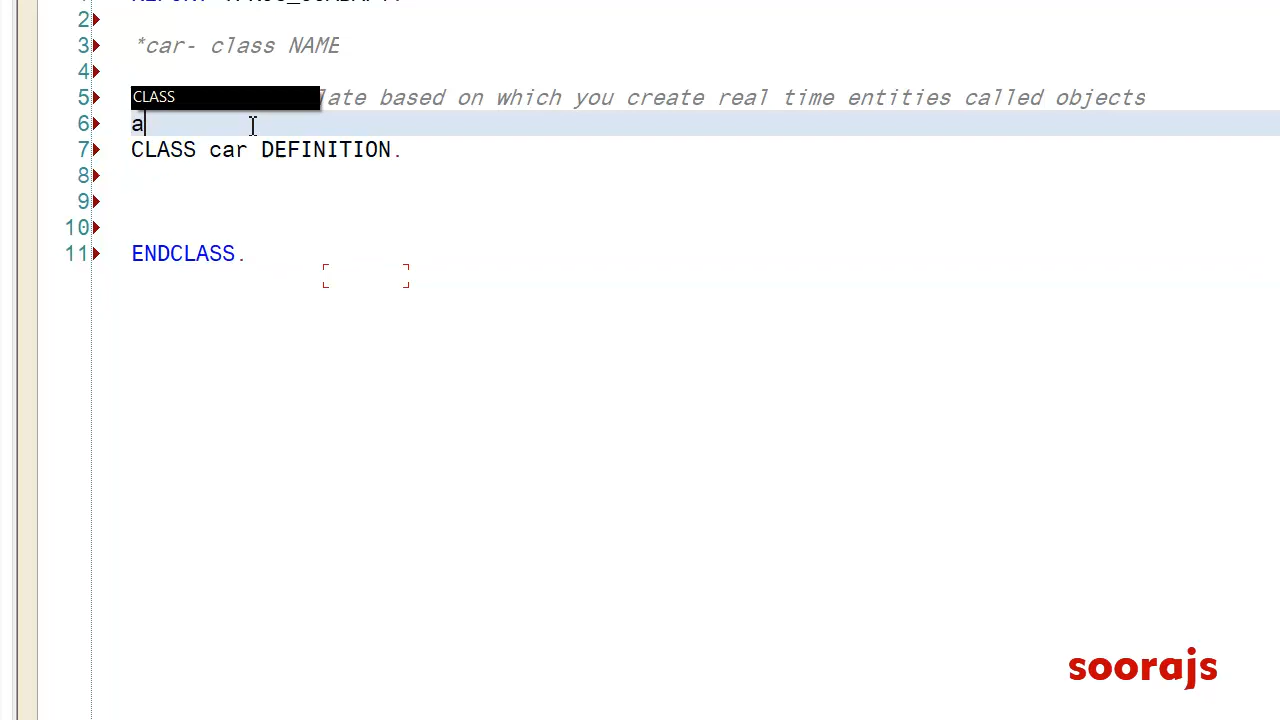 2
3 *car- class NAME
4
CLASS
5 late based on which you create real time entities called objects
6 a
7 CLASS car DEFINITION.
8
9
10
11 ENDCLASS.
soorajs